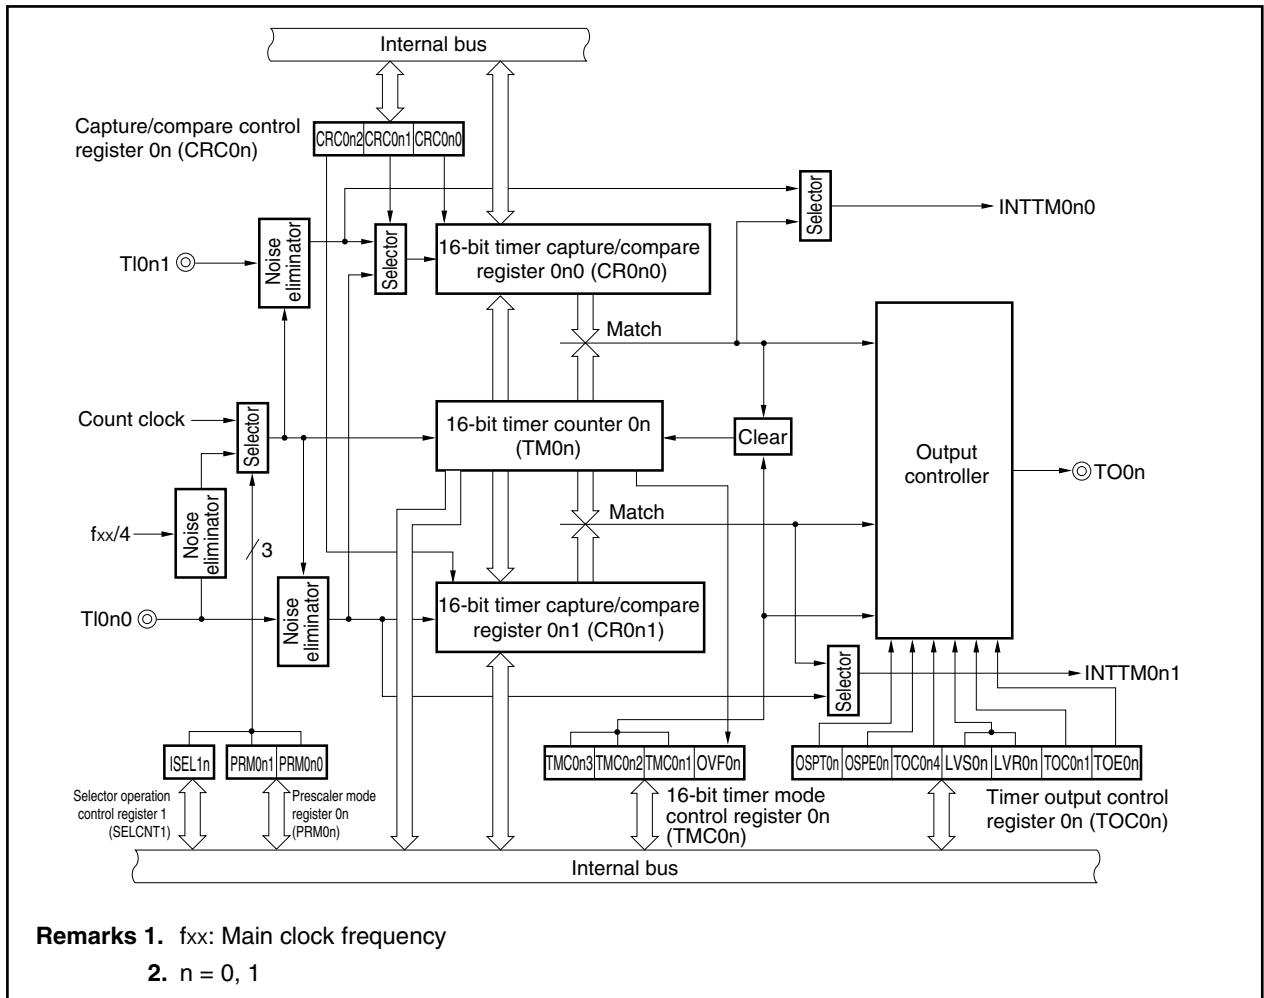 Internal bus
Capture/compare control
register 0n (CRC0n)
CRC0n2 CRC0n1 CRC0n0
Selector
INTTM0n0
TI0n1
Noise
eliminator
Selector
16-bit timer capture/compare
register 0n0 (CR0n0)
Match
Count clock
Selector
16-bit timer counter 0n
(TM0n)
Clear
Output
controller
TO0n
fxx/4
Noise
eliminator
3
Match
TI0n0
Noise
eliminator
16-bit timer capture/compare
register 0n1 (CR0n1)
Selector
INTTM0n1
ISEL1n
PRM0n1 PRM0n0
TMC0n3 TMC0n2 TMC0n1 OVF0n
OSPT0n OSPE0n TOC0n4 LVS0n LVR0n TOC0n1 TOE0n
Selector operation
control register 1
(SELCNT1)
Prescaler mode
register 0n
(PRM0n)
16-bit timer mode
control register 0n
(TMC0n)
Timer output control
register 0n (TOC0n)
Internal bus
Remarks 1. fxx: Main clock frequency
2. n = 0, 1